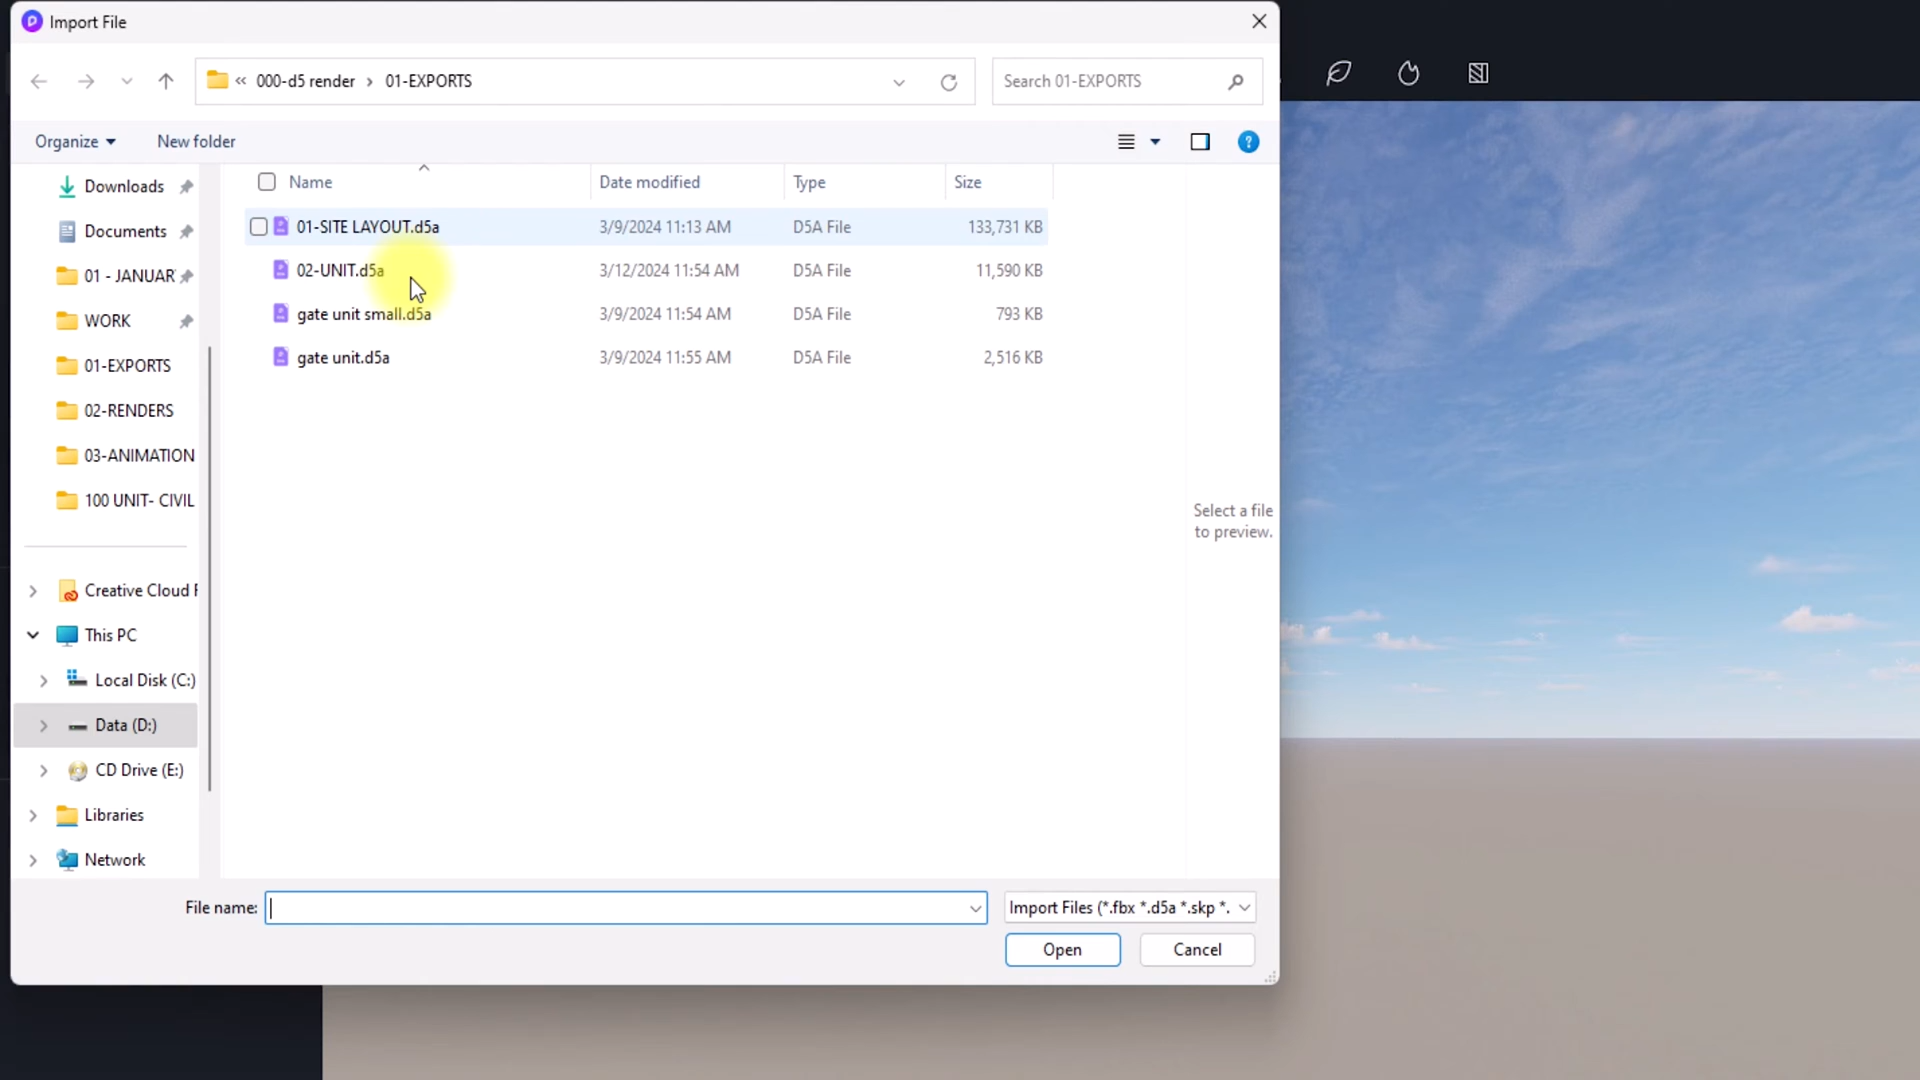 Import File
« 000-d5 render › 01-EXPORTS
Search 01-EXPORTS
Organize
New folder
Name Date modified Type Size
Downloads
Documents
01 - JANUAR
WORK
01-EXPORTS
02-RENDERS
03-ANIMATION
100 UNIT- CIVIL
Creative Cloud F
This PC
Local Disk (C:)
Data (D:)
CD Drive (E:)
Libraries
Network
01-SITE LAYOUT.d5a 3/9/2024 11:13 AM D5A File 133,731 KB
02-UNIT.d5a 3/12/2024 11:54 AM D5A File 11,590 KB
gate unit small.d5a 3/9/2024 11:54 AM D5A File 793 KB
gate unit.d5a 3/9/2024 11:55 AM D5A File 2,516 KB
Select a file
to preview.
File name:
Import Files (*.fbx *.d5a *.skp *.
Open
Cancel